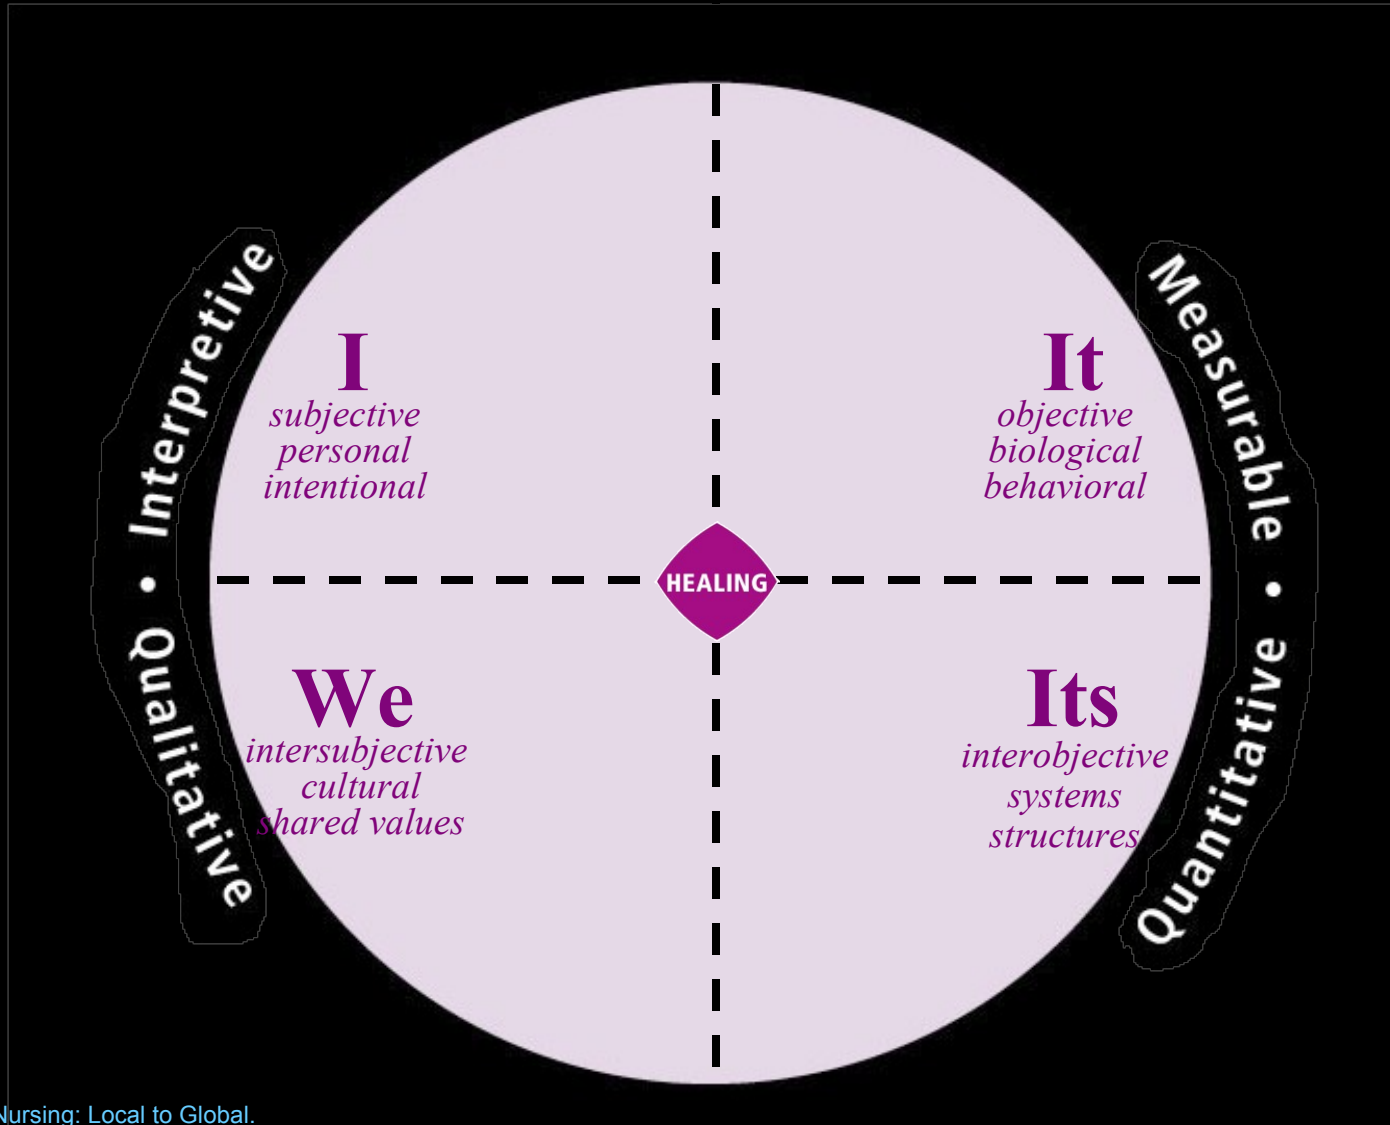 Interpretive • Qualitative
I
subjective
personal
intentional
It
objective
biological
behavioral
HEALING
We
intersubjective
cultural
shared values
Its
interobjective
systems
structures
Measurable • Quantitative
Nursing: Local to Global.